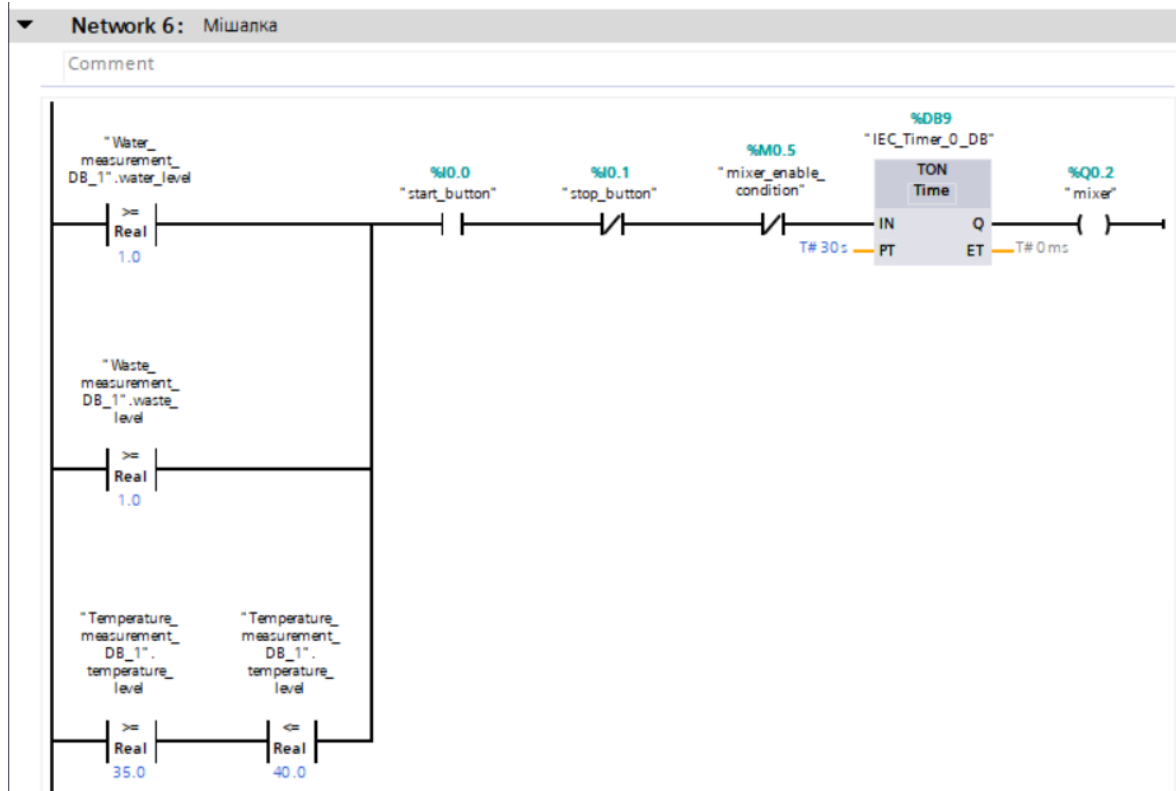 Network 6: Мішалка
Comment
"Water_
measurement_
DB_1".water_level
>=
Real
1.0
%I0.0
"start_button"
%I0.1
"stop_button"
%M0.5
"mixer_enable_
condition"
%DB9
"IEC_Timer_0_DB"
TON
Time
IN Q
T#30s PT ET T#0ms
%Q0.2
"mixer"
"Waste_
measurement_
DB_1".waste_
level
>=
Real
1.0
"Temperature_
measurement_
DB_1".
temperature_
level
>=
Real
35.0
"Temperature_
measurement_
DB_1".
temperature_
level
<=
Real
40.0